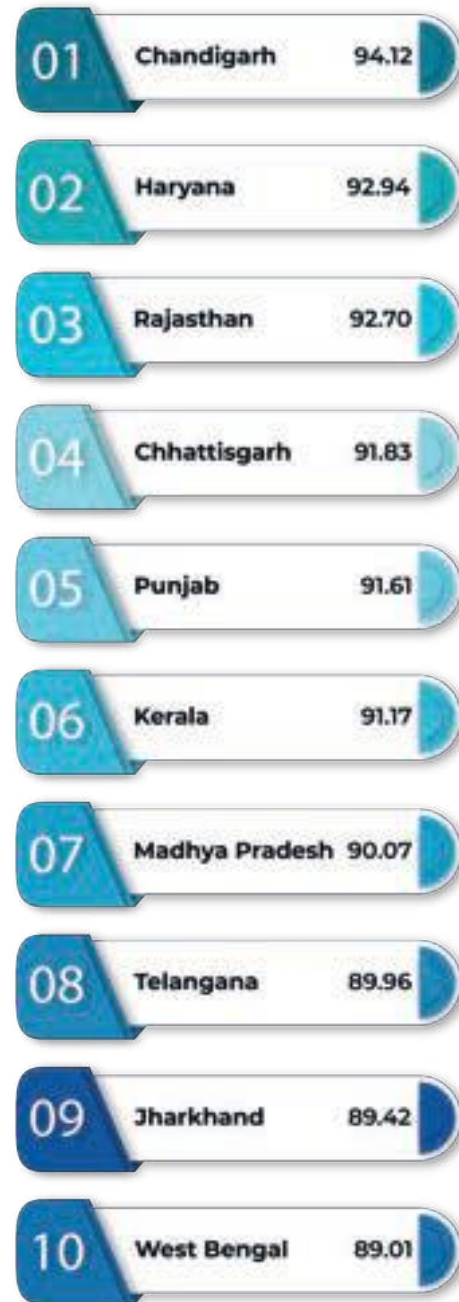 01 Chandigarh 94.12
02 Haryana 92.94
03 Rajasthan 92.70
04 Chhattisgarh 91.83
05 Punjab 91.61
06 Kerala 91.17
07 Madhya Pradesh 90.07
08 Telangana 89.96
09 Jharkhand 89.42
10 West Bengal 89.01